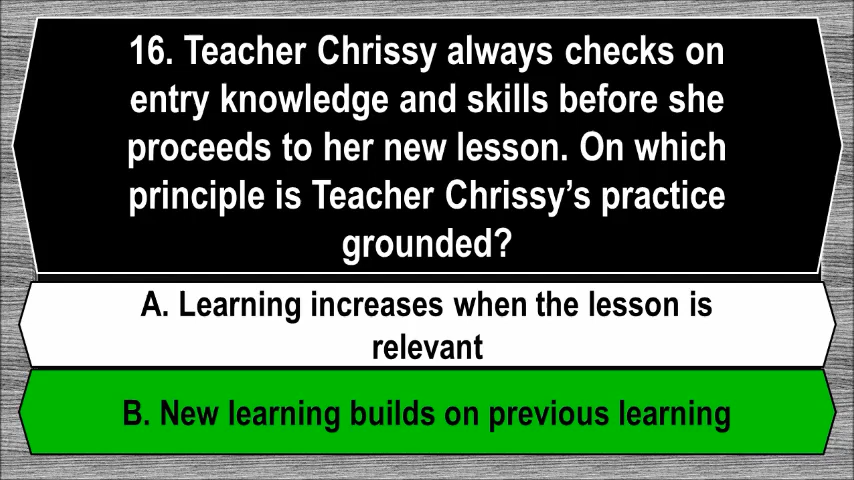 16. Teacher Chrissy always checks on
entry knowledge and skills before she
proceeds to her new lesson. On which
principle is Teacher Chrissy’s practice
grounded?
A. Learning increases when the lesson is
relevant
B. New learning builds on previous learning